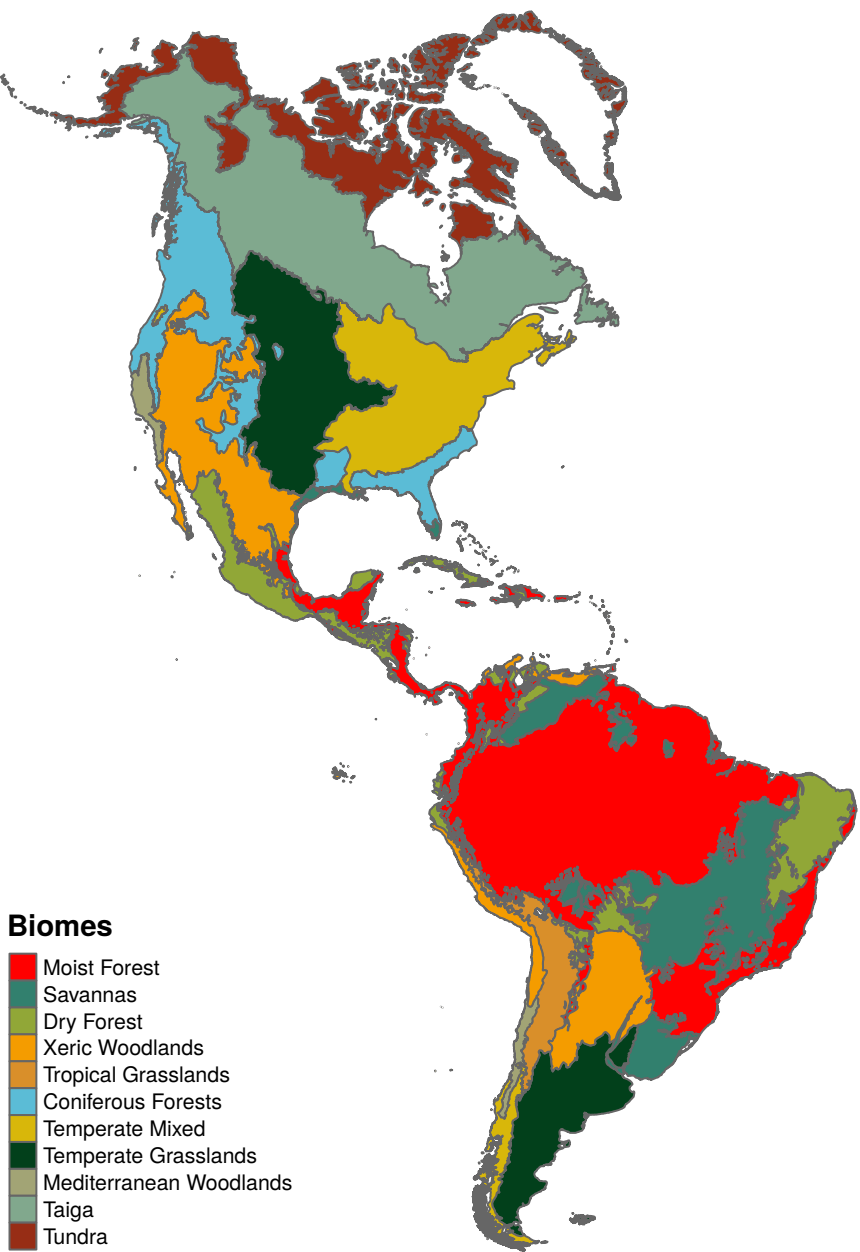 Biomes
Moist Forest
Savannas
Dry Forest
Xeric Woodlands
Tropical Grasslands
Coniferous Forests
Temperate Mixed
Temperate Grasslands
Mediterranean Woodlands
Taiga
Tundra